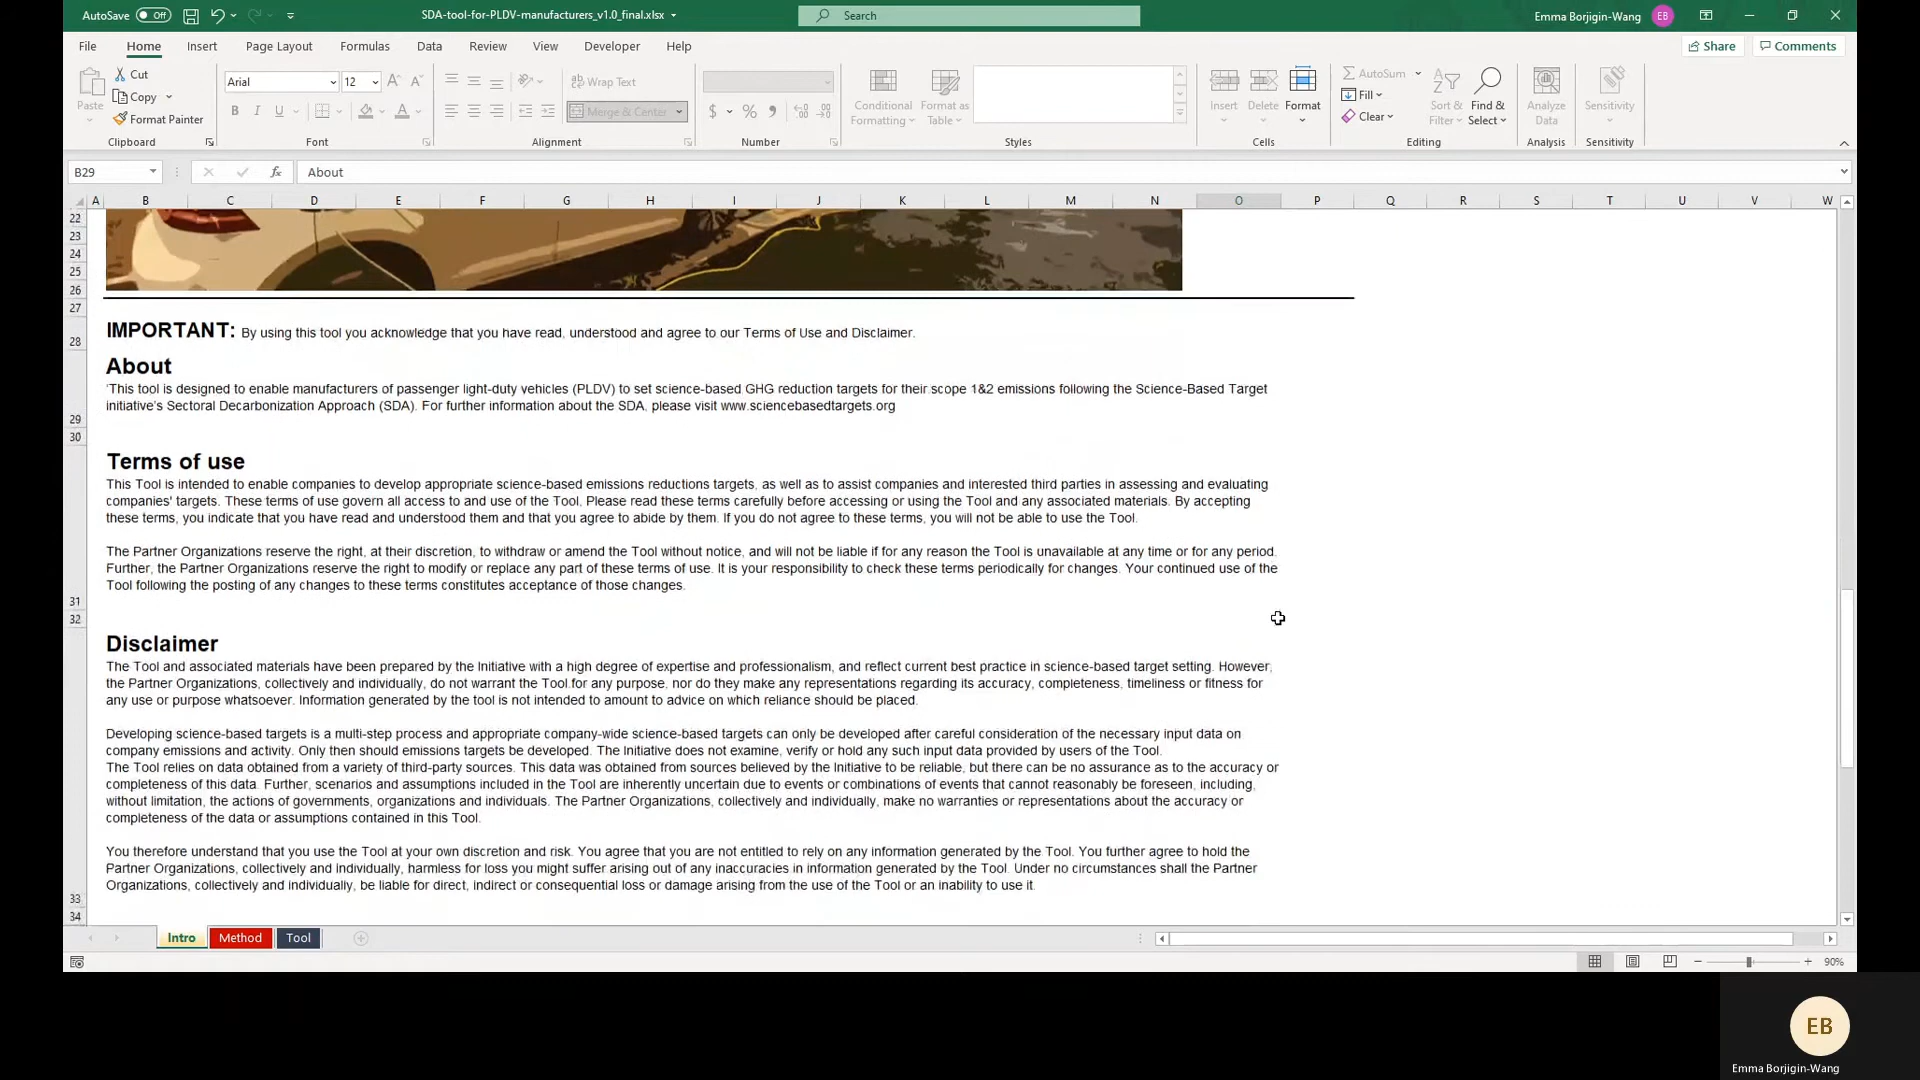 AutoSave Off SDA-tool-for-PLDV-manufacturers_v1.0_final.xlsx Search Emma Borjigin-Wang EB
File Home Insert Page Layout Formulas Data Review View Developer Help Share Comments
Cut
Copy
Format Painter
Paste
Clipboard
Arial 12
B I U
Font
Wrap Text
Merge & Center
Alignment
$ % ,
Number
Conditional Formatting
Format as Table
Styles
Insert Delete Format
Cells
AutoSum
Fill
Clear
Sort & Filter
Find & Select
Editing
Analyze Data
Analysis
Sensitivity
Sensitivity
B29 fx About
A B C D E F G H I J K L M N O P Q R S T U V W
22
23
24
25
26
27
28 IMPORTANT: By using this tool you acknowledge that you have read, understood and agree to our Terms of Use and Disclaimer.
About
'This tool is designed to enable manufacturers of passenger light-duty vehicles (PLDV) to set science-based GHG reduction targets for their scope 1&2 emissions following the Science-Based Target
initiative's Sectoral Decarbonization Approach (SDA). For further information about the SDA, please visit www.sciencebasedtargets.org
29
30
Terms of use
This Tool is intended to enable companies to develop appropriate science-based emissions reductions targets, as well as to assist companies and interested third parties in assessing and evaluating
companies' targets. These terms of use govern all access to and use of the Tool. Please read these terms carefully before accessing or using the Tool and any associated materials. By accepting
these terms, you indicate that you have read and understood them and that you agree to abide by them. If you do not agree to these terms, you will not be able to use the Tool.
The Partner Organizations reserve the right, at their discretion, to withdraw or amend the Tool without notice, and will not be liable if for any reason the Tool is unavailable at any time or for any period.
Further, the Partner Organizations reserve the right to modify or replace any part of these terms of use. It is your responsibility to check these terms periodically for changes. Your continued use of the
Tool following the posting of any changes to these terms constitutes acceptance of those changes.
31
32
Disclaimer
The Tool and associated materials have been prepared by the Initiative with a high degree of expertise and professionalism, and reflect current best practice in science-based target setting. However,
the Partner Organizations, collectively and individually, do not warrant the Tool for any purpose, nor do they make any representations regarding its accuracy, completeness, timeliness or fitness for
any use or purpose whatsoever. Information generated by the tool is not intended to amount to advice on which reliance should be placed.
Developing science-based targets is a multi-step process and appropriate company-wide science-based targets can only be developed after careful consideration of the necessary input data on
company emissions and activity. Only then should emissions targets be developed. The Initiative does not examine, verify or hold any such input data provided by users of the Tool.
The Tool relies on data obtained from a variety of third-party sources. This data was obtained from sources believed by the Initiative to be reliable, but there can be no assurance as to the accuracy or
completeness of this data. Further, scenarios and assumptions included in the Tool are inherently uncertain due to events or combinations of events that cannot reasonably be foreseen, including,
without limitation, the actions of governments, organizations and individuals. The Partner Organizations, collectively and individually, make no warranties or representations about the accuracy or
completeness of the data or assumptions contained in this Tool.
You therefore understand that you use the Tool at your own discretion and risk. You agree that you are not entitled to rely on any information generated by the Tool. You further agree to hold the
Partner Organizations, collectively and individually, harmless for loss you might suffer arising out of any inaccuracies in information generated by the Tool. Under no circumstances shall the Partner
Organizations, collectively and individually, be liable for direct, indirect or consequential loss or damage arising from the use of the Tool or an inability to use it.
33
34
Intro Method Tool
90%
EB
Emma Borjigin-Wang